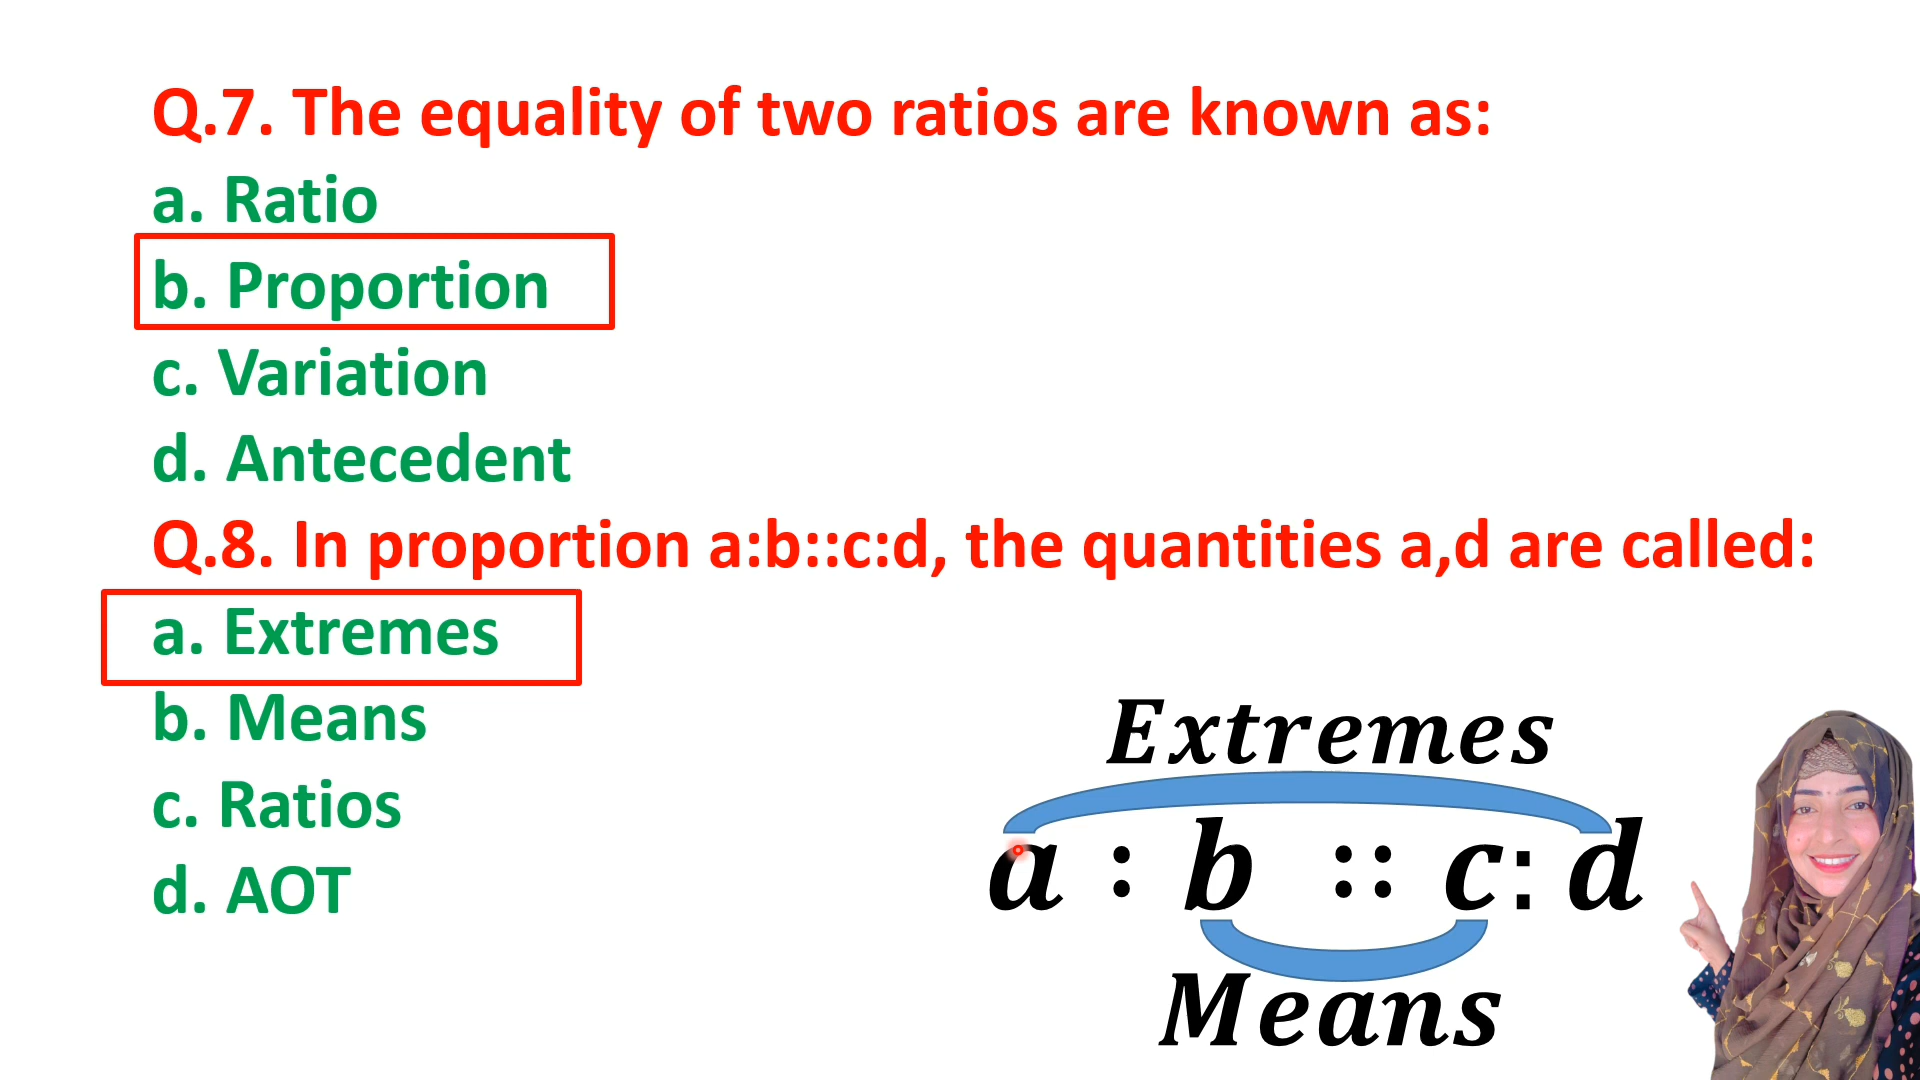 Q.7. The equality of two ratios are known as:
a. Ratio
b. Proportion
c. Variation
d. Antecedent
Q.8. In proportion a:b::c:d, the quantities a,d are called:
a. Extremes
b. Means
c. Ratios
d. AOT
Extremes
a : b :: c: d
Means